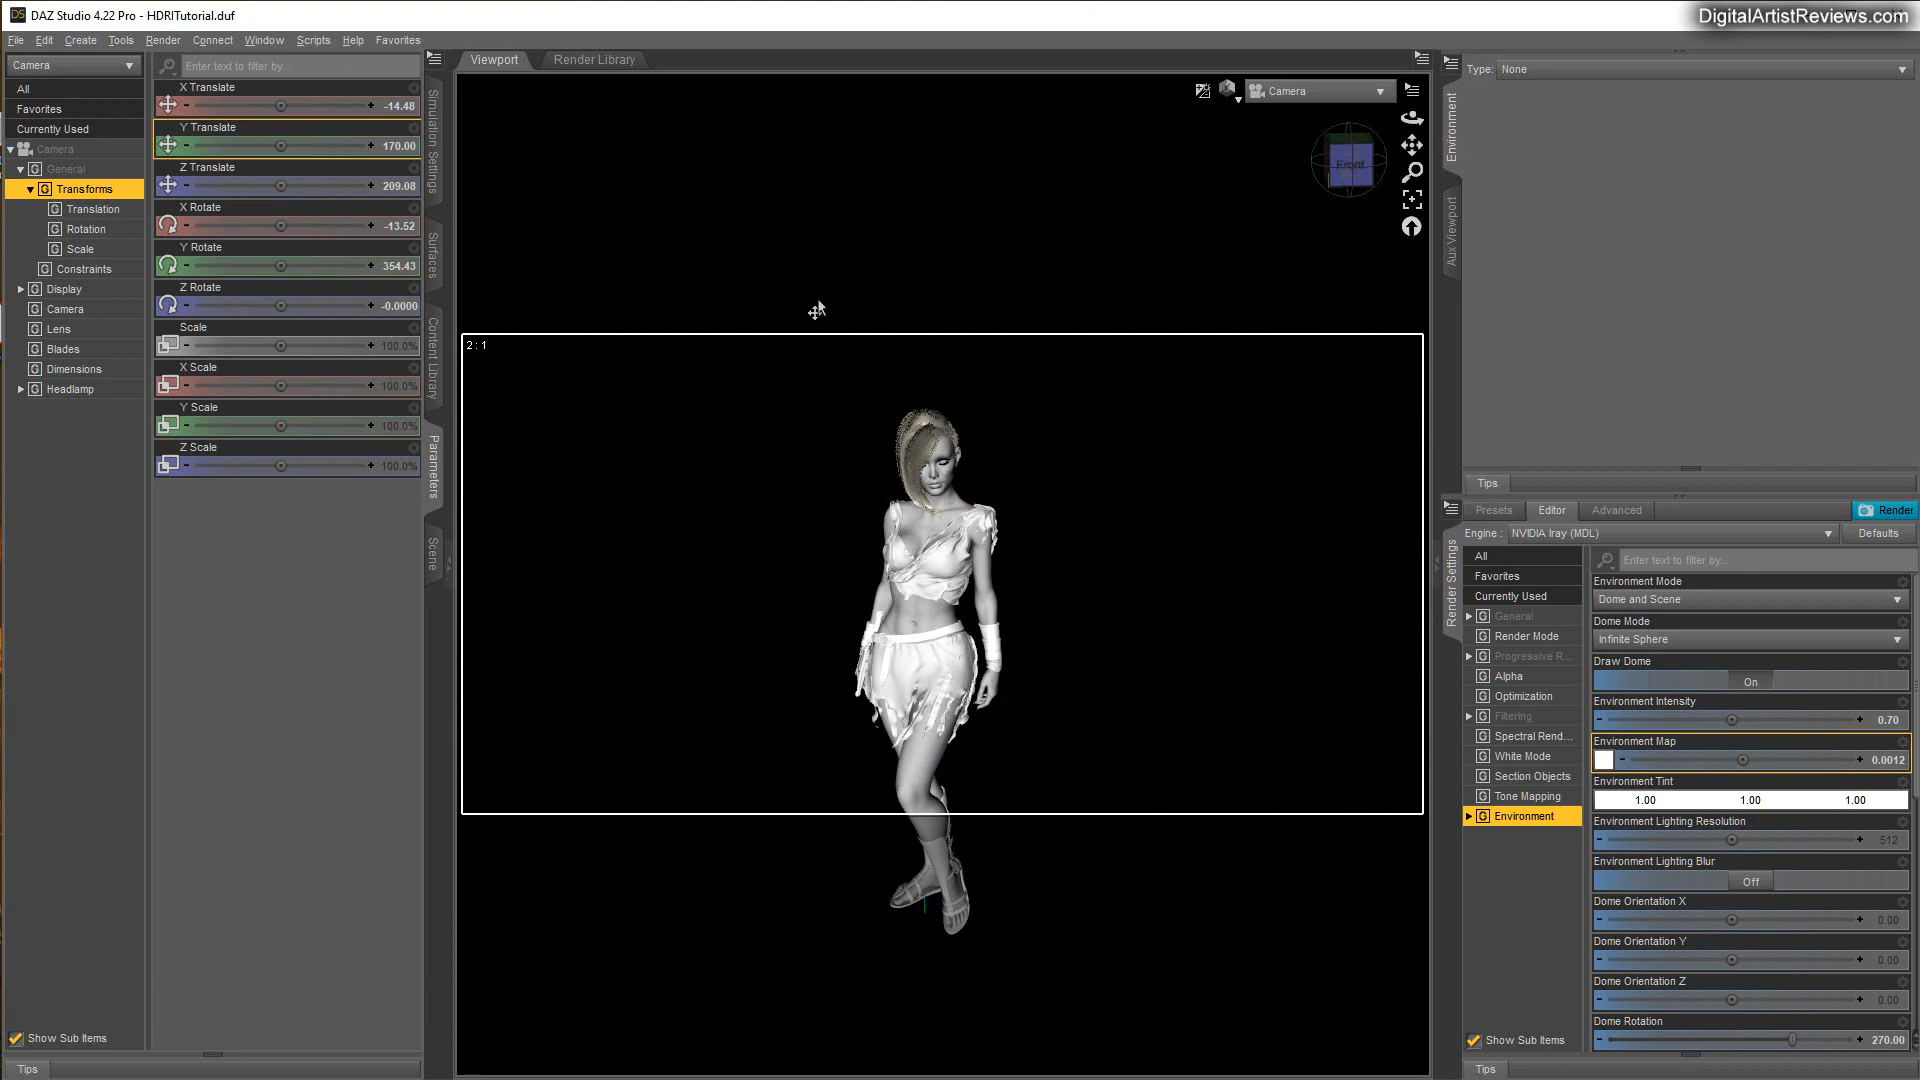 DAZ Studio 4.22 Pro - HDRITutorial.duf
DigitalArtistReviews.com
File Edit Create Tools Render Connect Window Scripts Help Favorites
Camera
Enter text to filter by...
All
Favorites
Currently Used
Camera
General
Transforms
Translation
Rotation
Scale
Constraints
Display
Camera
Lens
Blades
Dimensions
Headlamp
Show Sub Items
Tips
X Translate
-14.48
Y Translate
170.00
Z Translate
209.08
X Rotate
-13.52
Y Rotate
354.43
Z Rotate
-0.0000
Scale
100.0%
X Scale
100.0%
Y Scale
100.0%
Z Scale
100.0%
Simulation Settings
Surfaces
Content Library
Parameters
Scene
Viewport Render Library
Camera
Front
2 : 1
Environment
Aux Viewport
Type: None
Tips
Render Settings
Presets Editor Advanced Render
Engine : NVIDIA Iray (MDL) Defaults
All
Favorites
Currently Used
General
Render Mode
Progressive R...
Alpha
Optimization
Filtering
Spectral Rend...
White Mode
Section Objects
Tone Mapping
Environment
Show Sub Items
Tips
Enter text to filter by...
Environment Mode
Dome and Scene
Dome Mode
Infinite Sphere
Draw Dome
On
Environment Intensity
0.70
Environment Map
0.0012
Environment Tint
1.00 1.00 1.00
Environment Lighting Resolution
512
Environment Lighting Blur
Off
Dome Orientation X
0.00
Dome Orientation Y
0.00
Dome Orientation Z
0.00
Dome Rotation
270.00